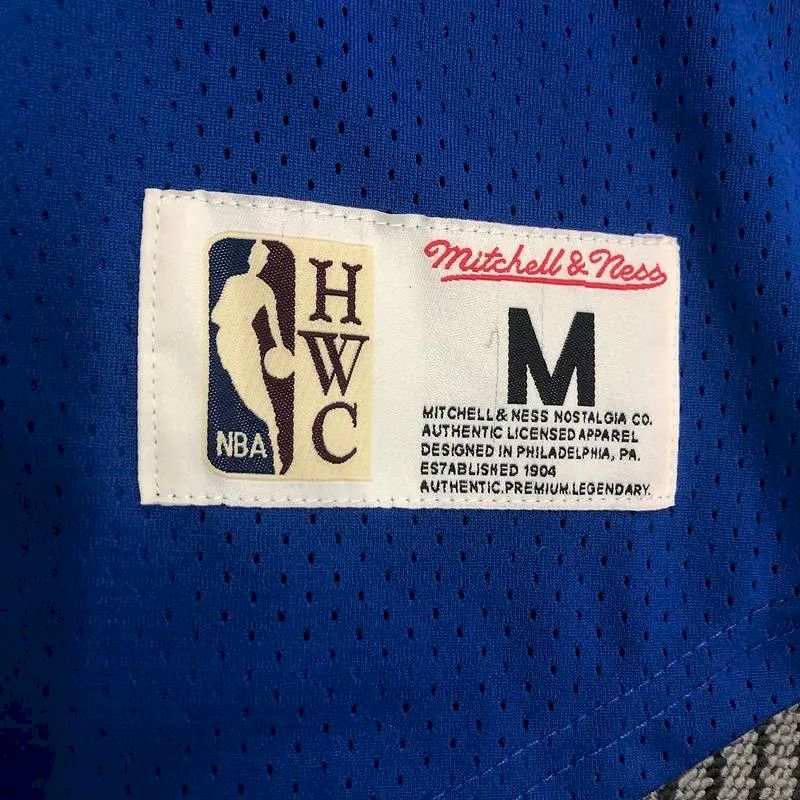 NBA
H
W
C
Mitchell & Ness
M
MITCHELL & NESS NOSTALGIA CO.
AUTHENTIC LICENSED APPAREL
DESIGNED IN PHILADELPHIA, PA.
ESTABLISHED 1904
AUTHENTIC.PREMIUM.LEGENDARY.